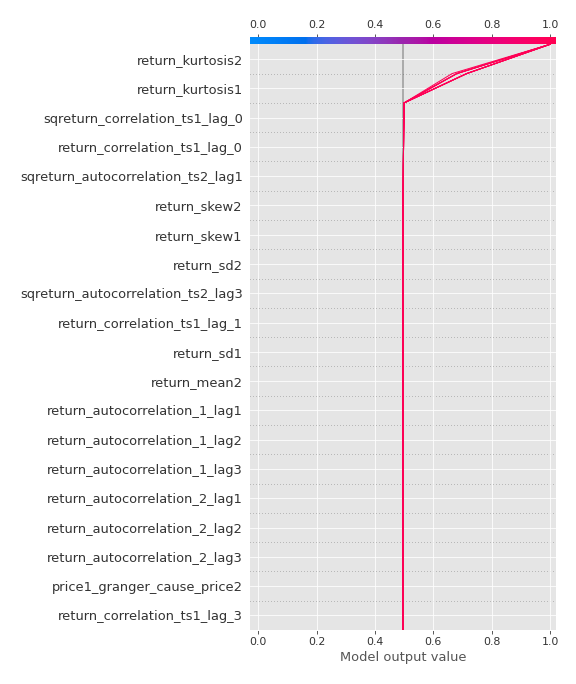 0.0 0.2 0.4 0.6 0.8 1.0
return_kurtosis2
return_kurtosis1
sqreturn_correlation_ts1_lag_0
return_correlation_ts1_lag_0
sqreturn_autocorrelation_ts2_lag1
return_skew2
return_skew1
return_sd2
sqreturn_autocorrelation_ts2_lag3
return_correlation_ts1_lag_1
return_sd1
return_mean2
return_autocorrelation_1_lag1
return_autocorrelation_1_lag2
return_autocorrelation_1_lag3
return_autocorrelation_2_lag1
return_autocorrelation_2_lag2
return_autocorrelation_2_lag3
price1_granger_cause_price2
return_correlation_ts1_lag_3
0.0 0.2 0.4 0.6 0.8 1.0
Model output value